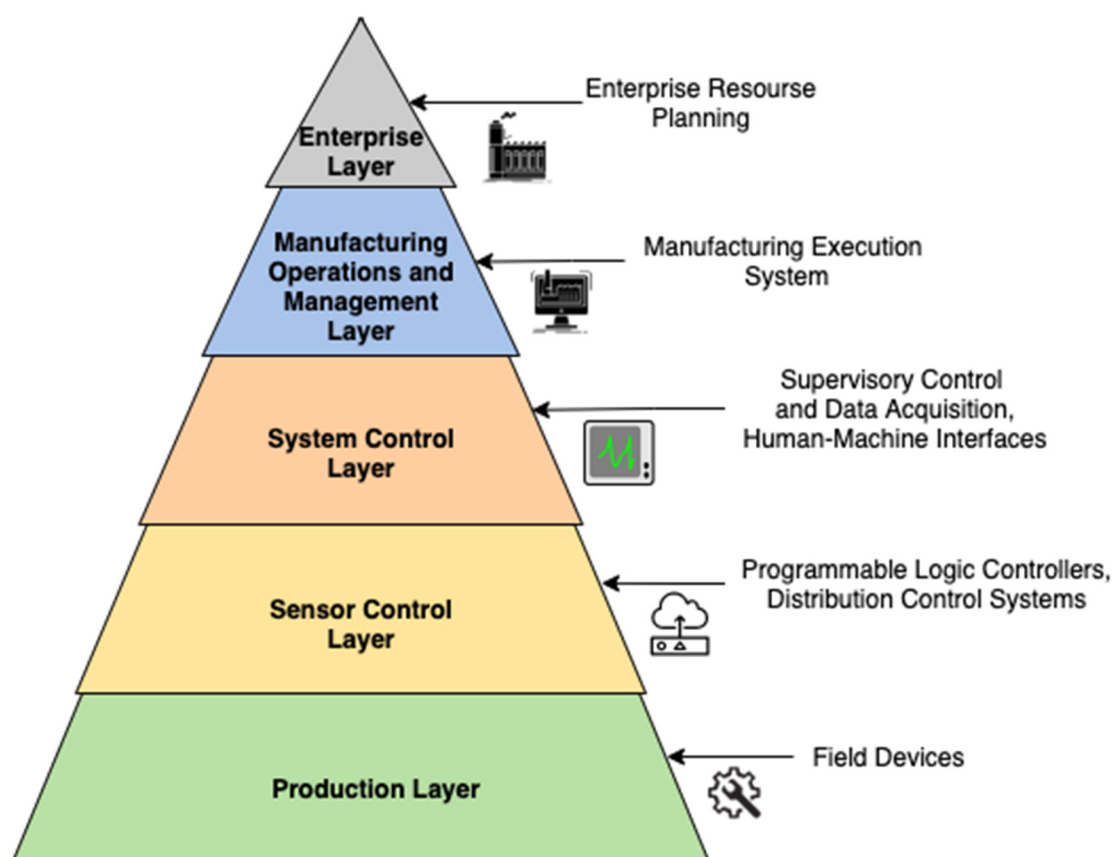 Enterprise Resourse
Planning
Enterprise
Layer
Manufacturing
Operations and
Management
Layer
Manufacturing Execution
System
Supervisory Control
and Data Acquisition,
Human-Machine Interfaces
System Control
Layer
Programmable Logic Controllers,
Distribution Control Systems
Sensor Control
Layer
Field Devices
Production Layer